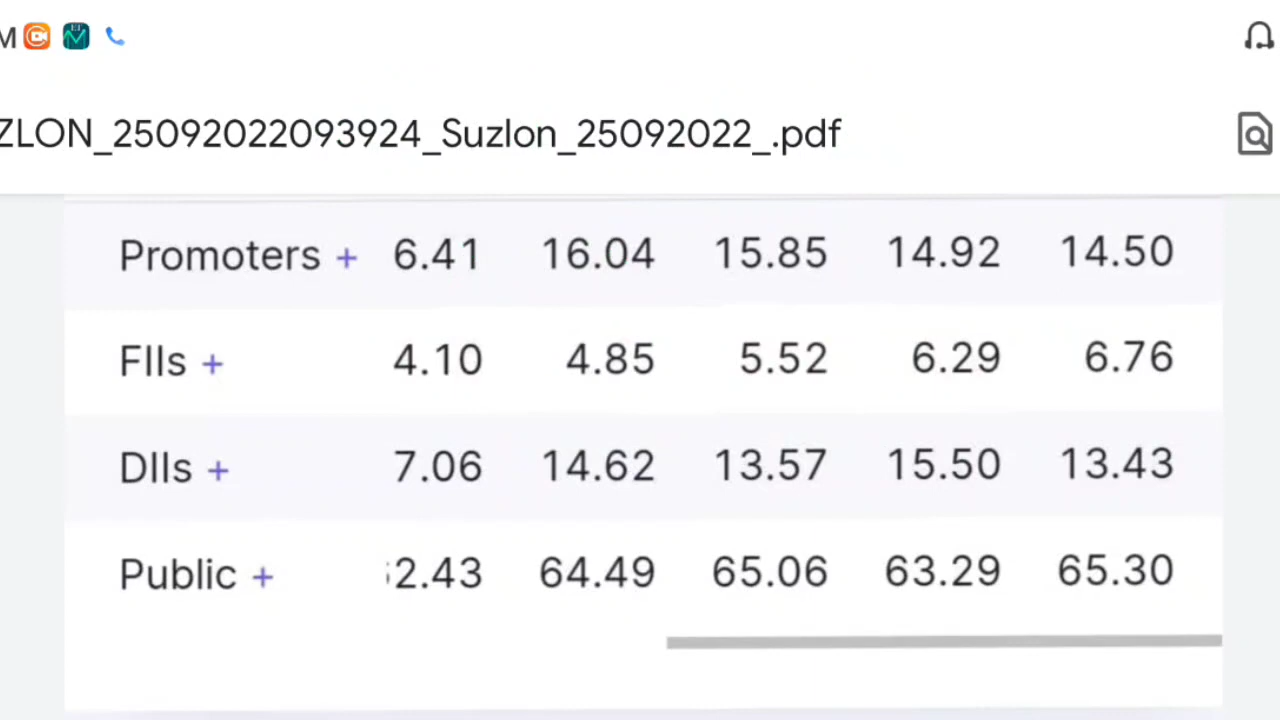 M
ZLON_25092022093924_Suzlon_25092022_.pdf
Promoters + 6.41 16.04 15.85 14.92 14.50
FIIs + 4.10 4.85 5.52 6.29 6.76
DIIs + 7.06 14.62 13.57 15.50 13.43
Public + 2.43 64.49 65.06 63.29 65.30